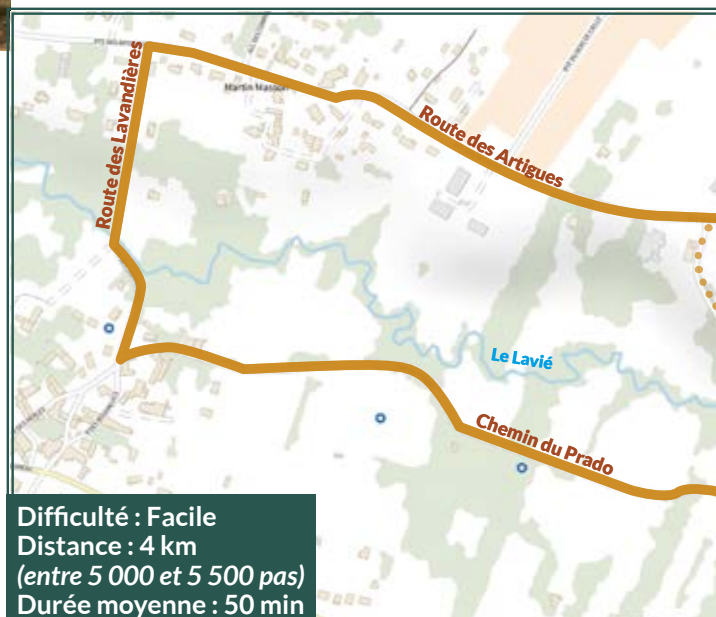 Route des Lavandières
Martin Masson
Route des Artigues
Le Lavié
Chemin du Prado
Difficulté : Facile
Distance : 4 km
(entre 5 000 et 5 500 pas)
Durée moyenne : 50 min